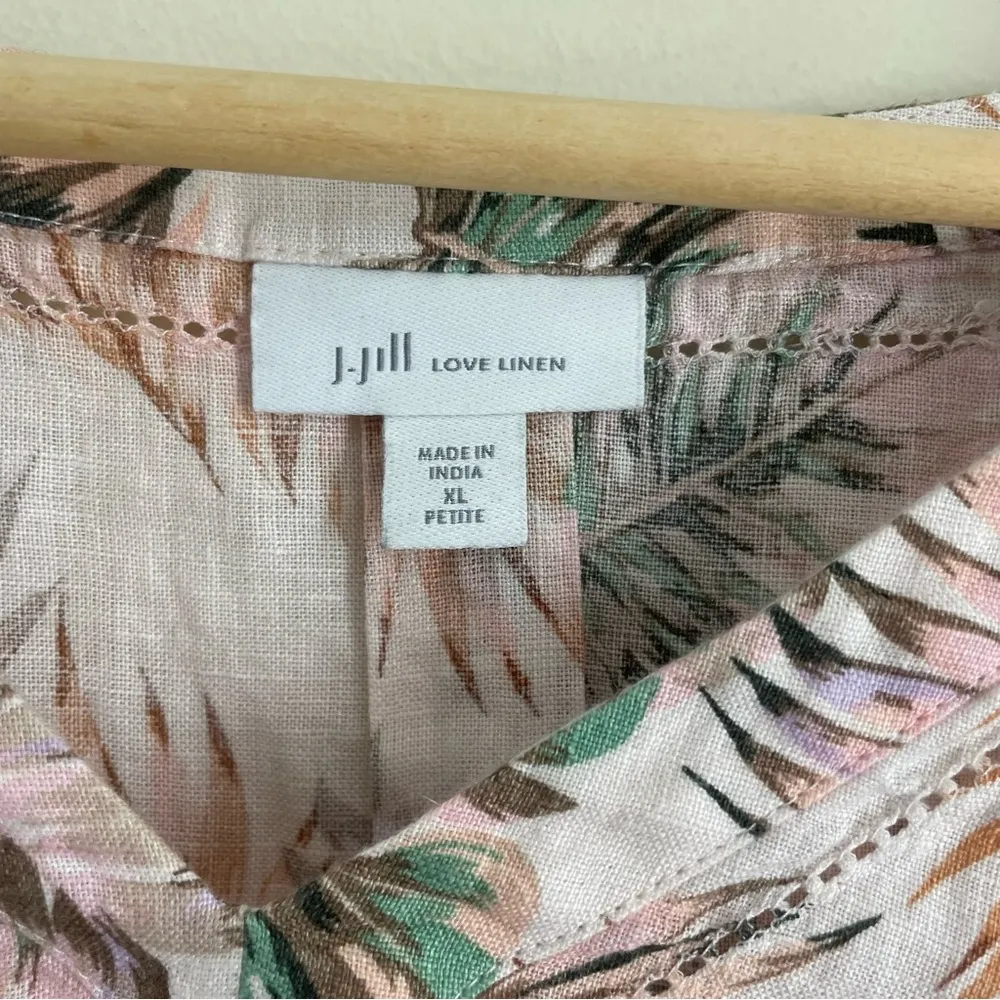 J.Jill LOVE LINEN
MADE IN
INDIA
XL
PETITE